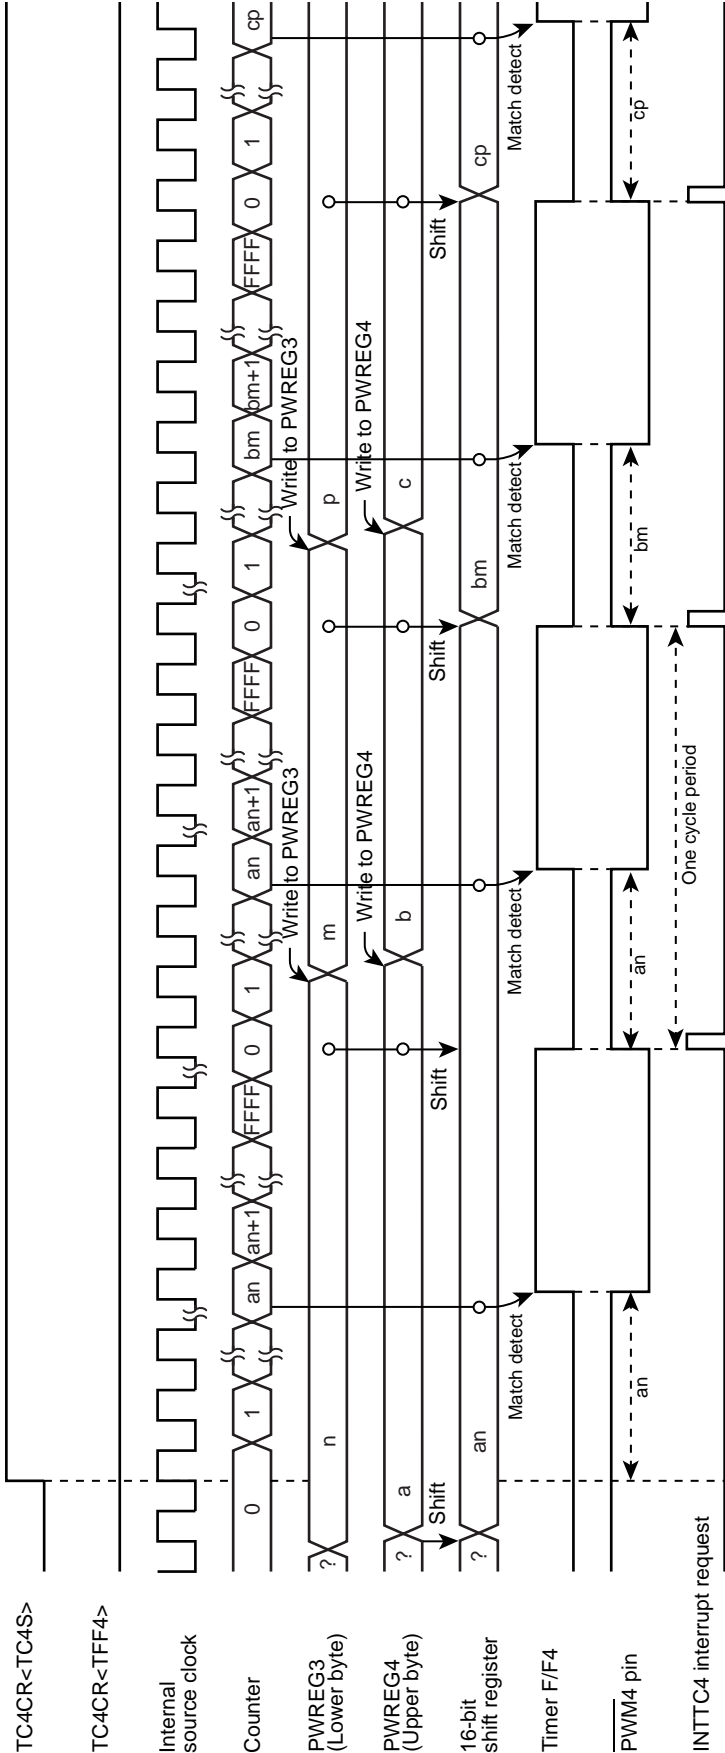 TC4CR<TC4S>
TC4CR<TFF4>
Internal
source clock
Counter
0 1 an an+1 FFFF 0 1 an an+1 FFFF 0 1 bm bm+1 FFFF 0 1 cp
Write to PWREG3
Write to PWREG3
PWREG3
(Lower byte)
? n m p
Write to PWREG4
Write to PWREG4
PWREG4
(Upper byte)
? a b c
Shift
Shift
Shift
Shift
16-bit
shift register
? an bm cp
Match detect
Match detect
Match detect
Match detect
Timer F/F4
PWM4 pin
an an bm cp
One cycle period
INTTC4 interrupt request